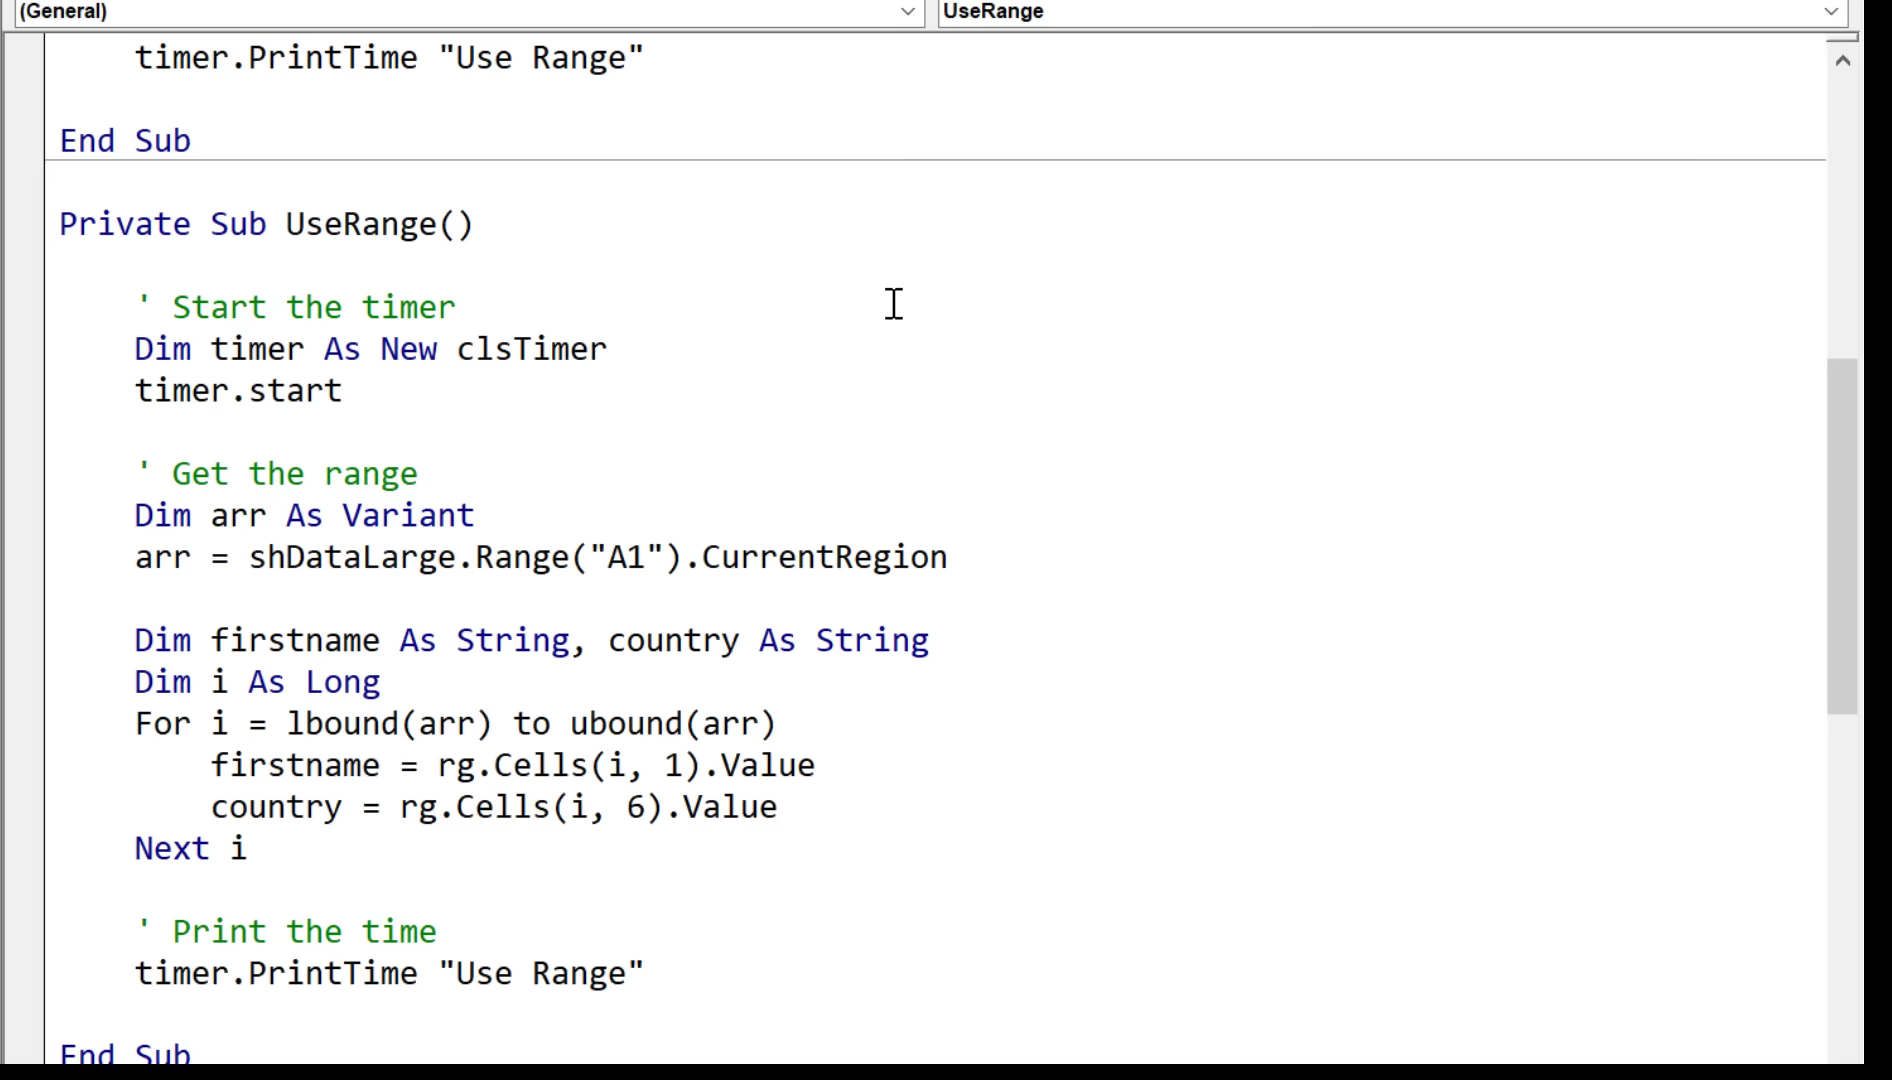 (General)
UseRange
timer.PrintTime "Use Range"
End Sub
Private Sub UseRange()
' Start the timer
Dim timer As New clsTimer
timer.start
' Get the range
Dim arr As Variant
arr = shDataLarge.Range("A1").CurrentRegion
Dim firstname As String, country As String
Dim i As Long
For i = lbound(arr) to ubound(arr)
firstname = rg.Cells(i, 1).Value
country = rg.Cells(i, 6).Value
Next i
' Print the time
timer.PrintTime "Use Range"
End Sub